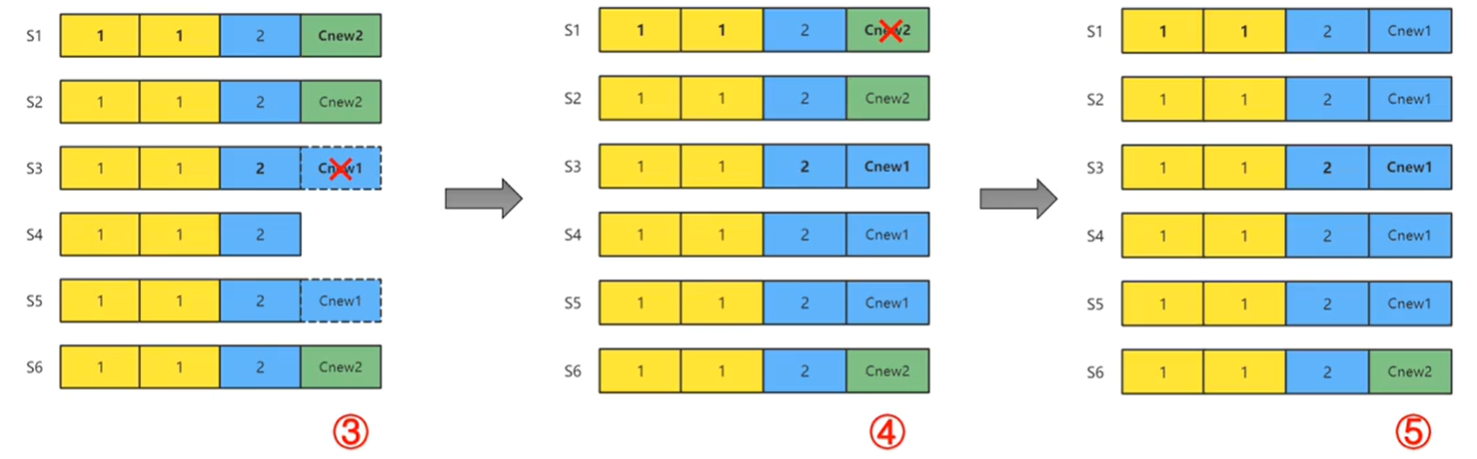 S1 1 1 2 Cnew2
S2 1 1 2 Cnew2
S3 1 1 2 Cnew1
S4 1 1 2
S5 1 1 2 Cnew1
S6 1 1 2 Cnew2
③
S1 1 1 2 Cnew2
S2 1 1 2 Cnew2
S3 1 1 2 Cnew1
S4 1 1 2 Cnew1
S5 1 1 2 Cnew1
S6 1 1 2 Cnew2
④
S1 1 1 2 Cnew1
S2 1 1 2 Cnew1
S3 1 1 2 Cnew1
S4 1 1 2 Cnew1
S5 1 1 2 Cnew1
S6 1 1 2 Cnew2
⑤